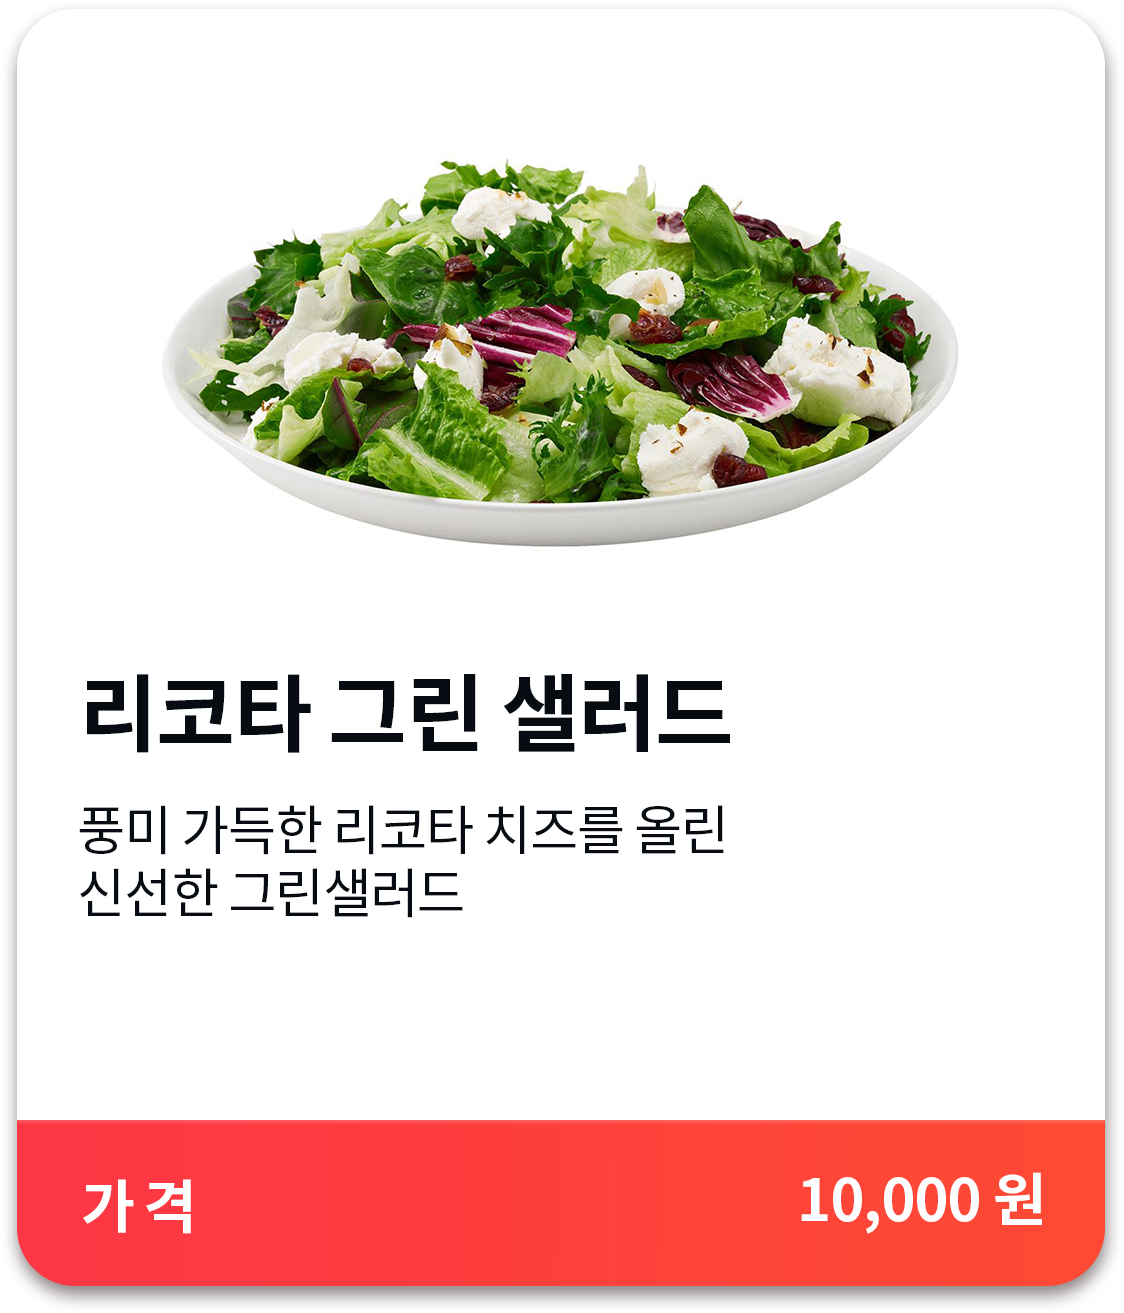 리코타 그린 샐러드
풍미 가득한 리코타 치즈를 올린
신선한 그린샐러드
가 격
10,000 원